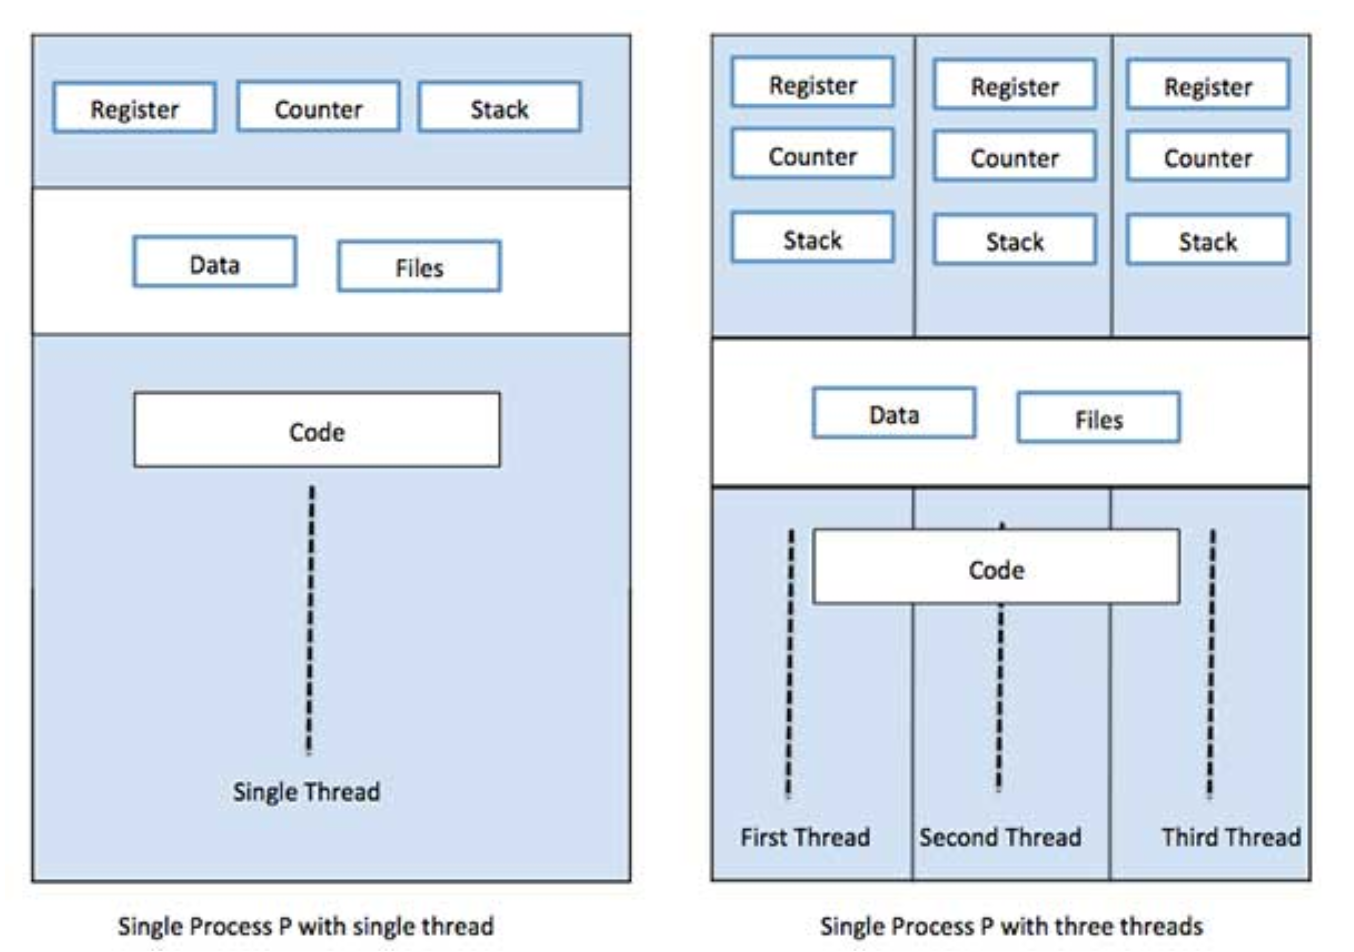 Register Counter Stack
Data Files
Code
Single Thread
Single Process P with single thread
Register Register Register
Counter Counter Counter
Stack Stack Stack
Data Files
Code
First Thread Second Thread Third Thread
Single Process P with three threads